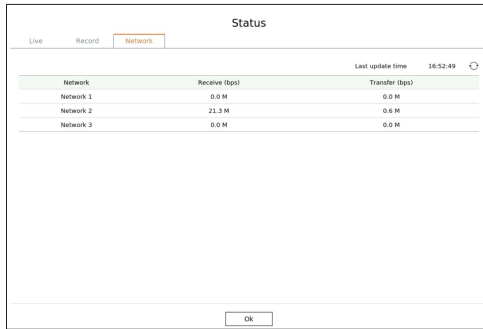 Status
Live Record Network
Last update time 16:52:49
Network Receive (bps) Transfer (bps)
Network 1 0.0 M 0.0 M
Network 2 21.3 M 0.6 M
Network 3 0.0 M 0.0 M
Ok